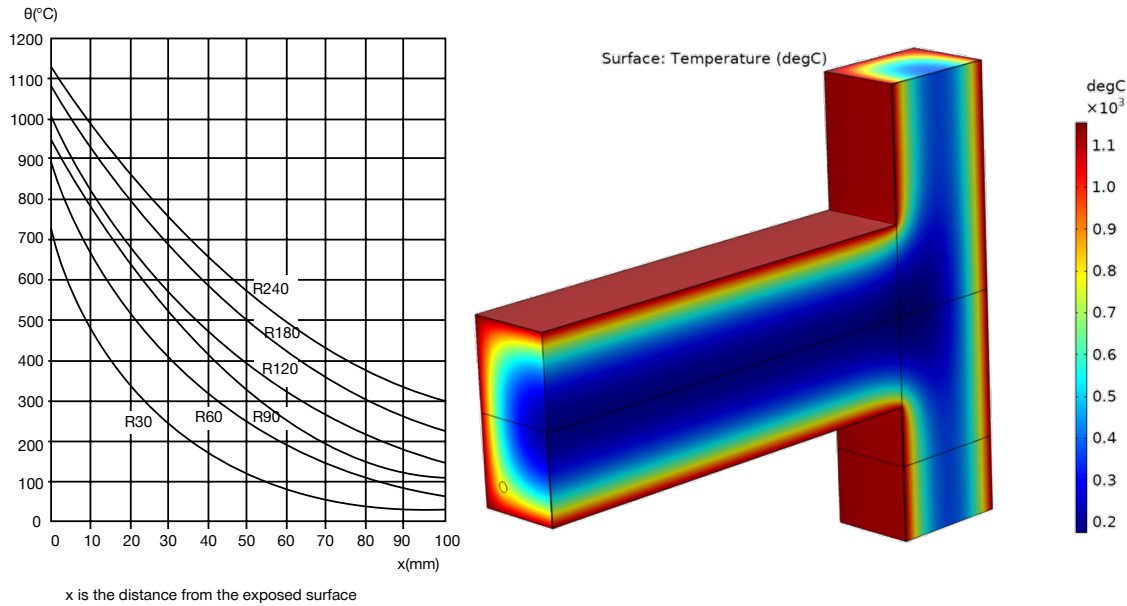 θ(°C)
1200
1100
1000
900
800
700
600
500
400
300
200
100
0
R240
R180
R120
R90
R60
R30
0 10 20 30 40 50 60 70 80 90 100
x(mm)
x is the distance from the exposed surface
Surface: Temperature (degC)
degC
×10³
1.1
1.0
0.9
0.8
0.7
0.6
0.5
0.4
0.3
0.2